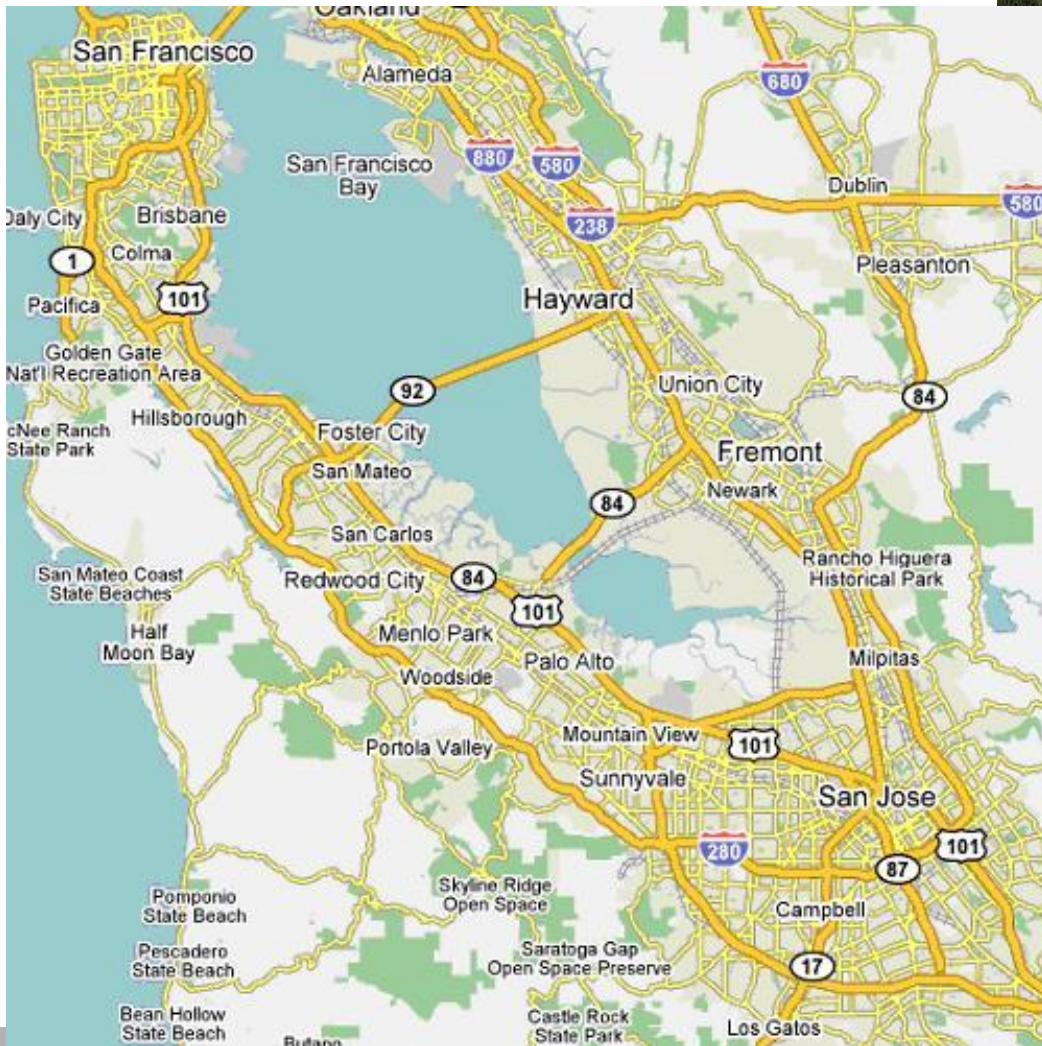 Oakland
San Francisco
Alameda
680
880
580
San Francisco
Bay
Dublin
580
238
Daly City
Brisbane
Colma
1
Pleasanton
101
Pacifica
Hayward
Golden Gate
Nat'l Recreation Area
92
Union City
84
Hillsborough
Foster City
cNee Ranch
State Park
San Mateo
Fremont
Newark
84
San Carlos
Rancho Higuera
Historical Park
San Mateo Coast
State Beaches
Redwood City
84
101
Half
Moon Bay
Menlo Park
Palo Alto
Milpitas
Woodside
Mountain View
101
Portola Valley
Sunnyvale
San Jose
280
101
87
Skyline Ridge
Open Space
Pomponio
State Beach
Campbell
Pescadero
State Beach
Saratoga Gap
Open Space Preserve
17
Bean Hollow
State Beach
Castle Rock
State Park
Los Gatos
Butano